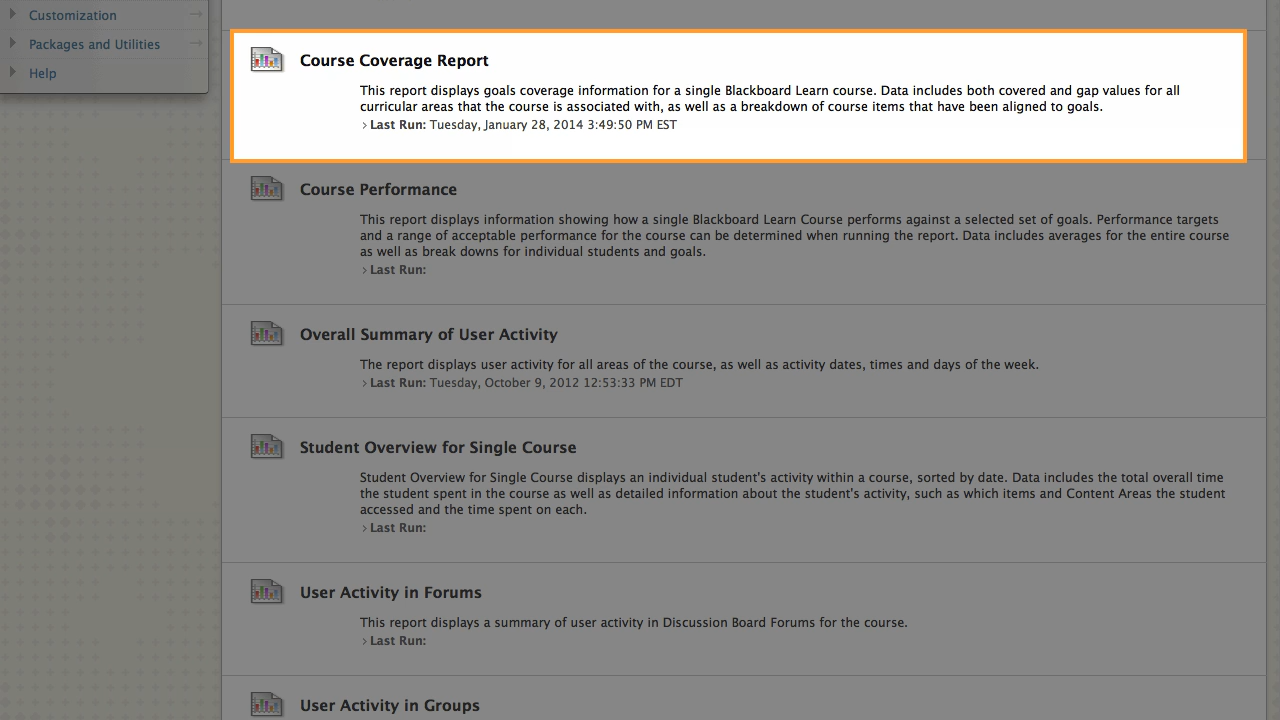 Customization
Packages and Utilities
Help
Course Coverage Report
This report displays goals coverage information for a single Blackboard Learn course. Data includes both covered and gap values for all
curricular areas that the course is associated with, as well as a breakdown of course items that have been aligned to goals.
Last Run: Tuesday, January 28, 2014 3:49:50 PM EST
Course Performance
This report displays information showing how a single Blackboard Learn Course performs against a selected set of goals. Performance targets
and a range of acceptable performance for the course can be determined when running the report. Data includes averages for the entire course
as well as break downs for individual students and goals.
Last Run:
Overall Summary of User Activity
The report displays user activity for all areas of the course, as well as activity dates, times and days of the week.
Last Run: Tuesday, October 9, 2012 12:53:33 PM EDT
Student Overview for Single Course
Student Overview for Single Course displays an individual student's activity within a course, sorted by date. Data includes the total overall time
the student spent in the course as well as detailed information about the student's activity, such as which items and Content Areas the student
accessed and the time spent on each.
Last Run:
User Activity in Forums
This report displays a summary of user activity in Discussion Board Forums for the course.
Last Run:
User Activity in Groups